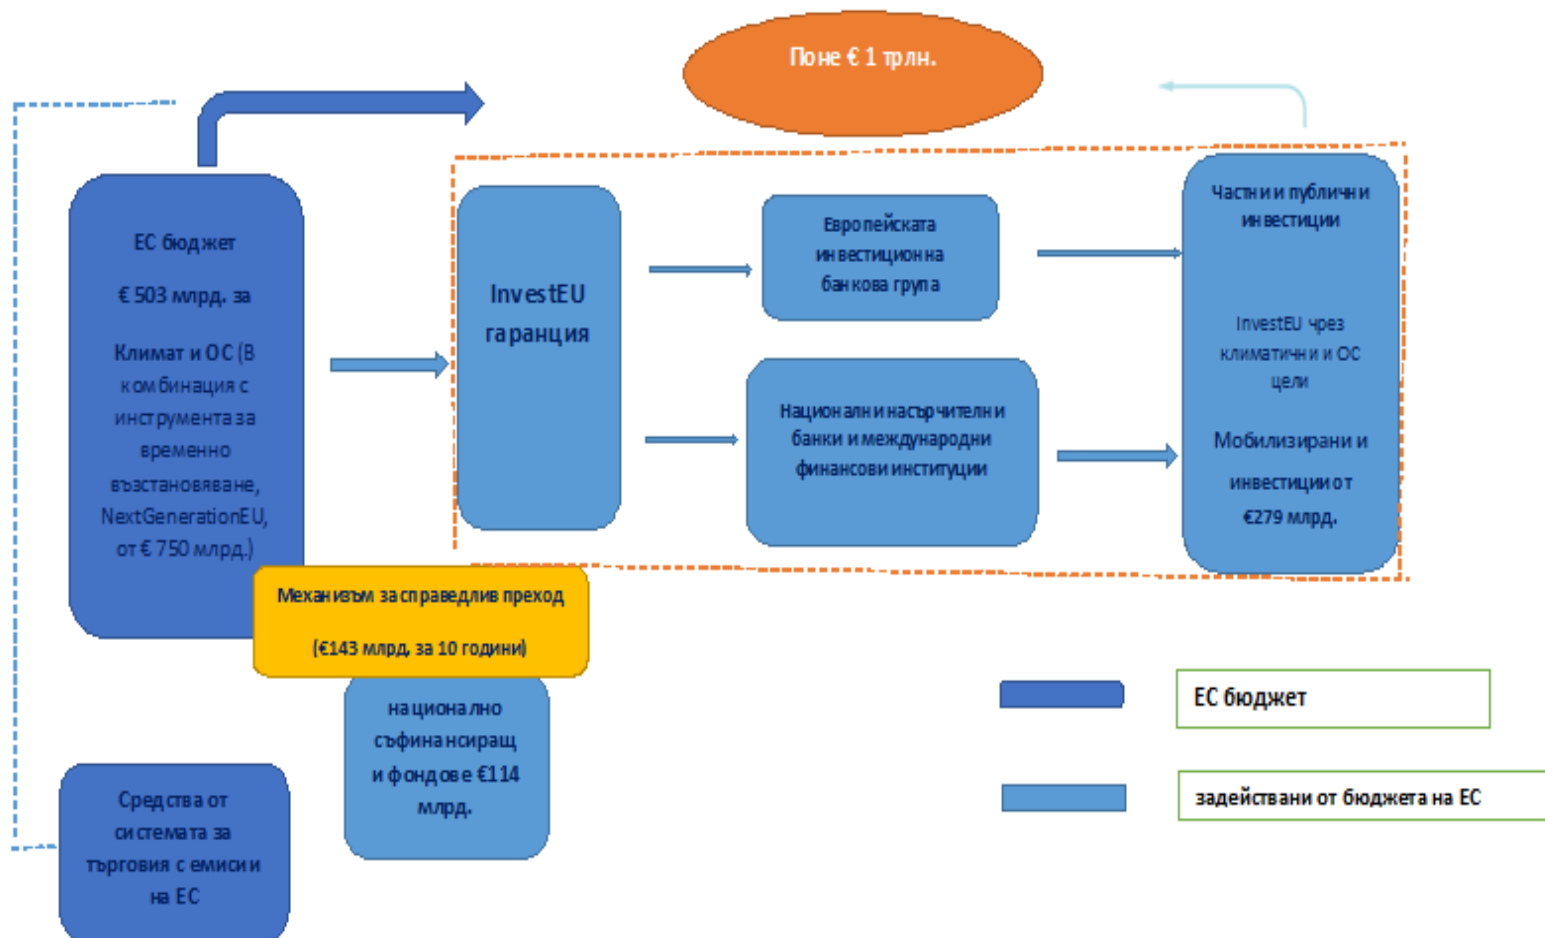 Поне € 1 трлн.
ЕС бюджет
€ 503 млрд. за
Климат и ОС (В
комбинация с
инструмента за
временно
възстановяване,
NextGenerationEU,
от € 750 млрд.)
InvestEU
гаранция
Европейската
инвестиционна
банкова група
Национални насърчителни
банки и международни
финансови институции
Частни и публични
инвестиции
InvestEU чрез
климатични и ОС
цели
Мобилизирани и
инвестиции от
€279 млрд.
Механизъм за справедлив преход
(€143 млрд. за 10 години)
национално
съфинансиращ
и фондове €114
млрд.
Средства от
системата за
търговия с емисии
на ЕС
ЕС бюджет
задействани от бюджета на ЕС